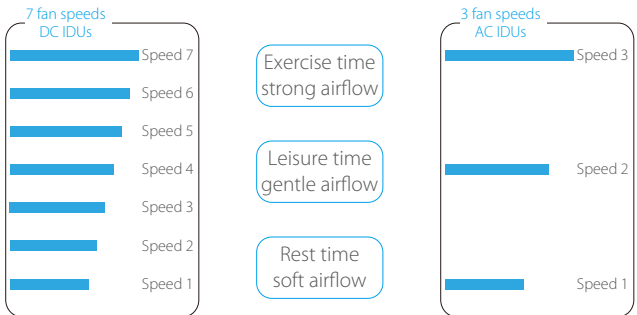 7 fan speeds
DC IDUs
Speed 7
Speed 6
Speed 5
Speed 4
Speed 3
Speed 2
Speed 1
Exercise time
strong airflow
Leisure time
gentle airflow
Rest time
soft airflow
3 fan speeds
AC IDUs
Speed 3
Speed 2
Speed 1